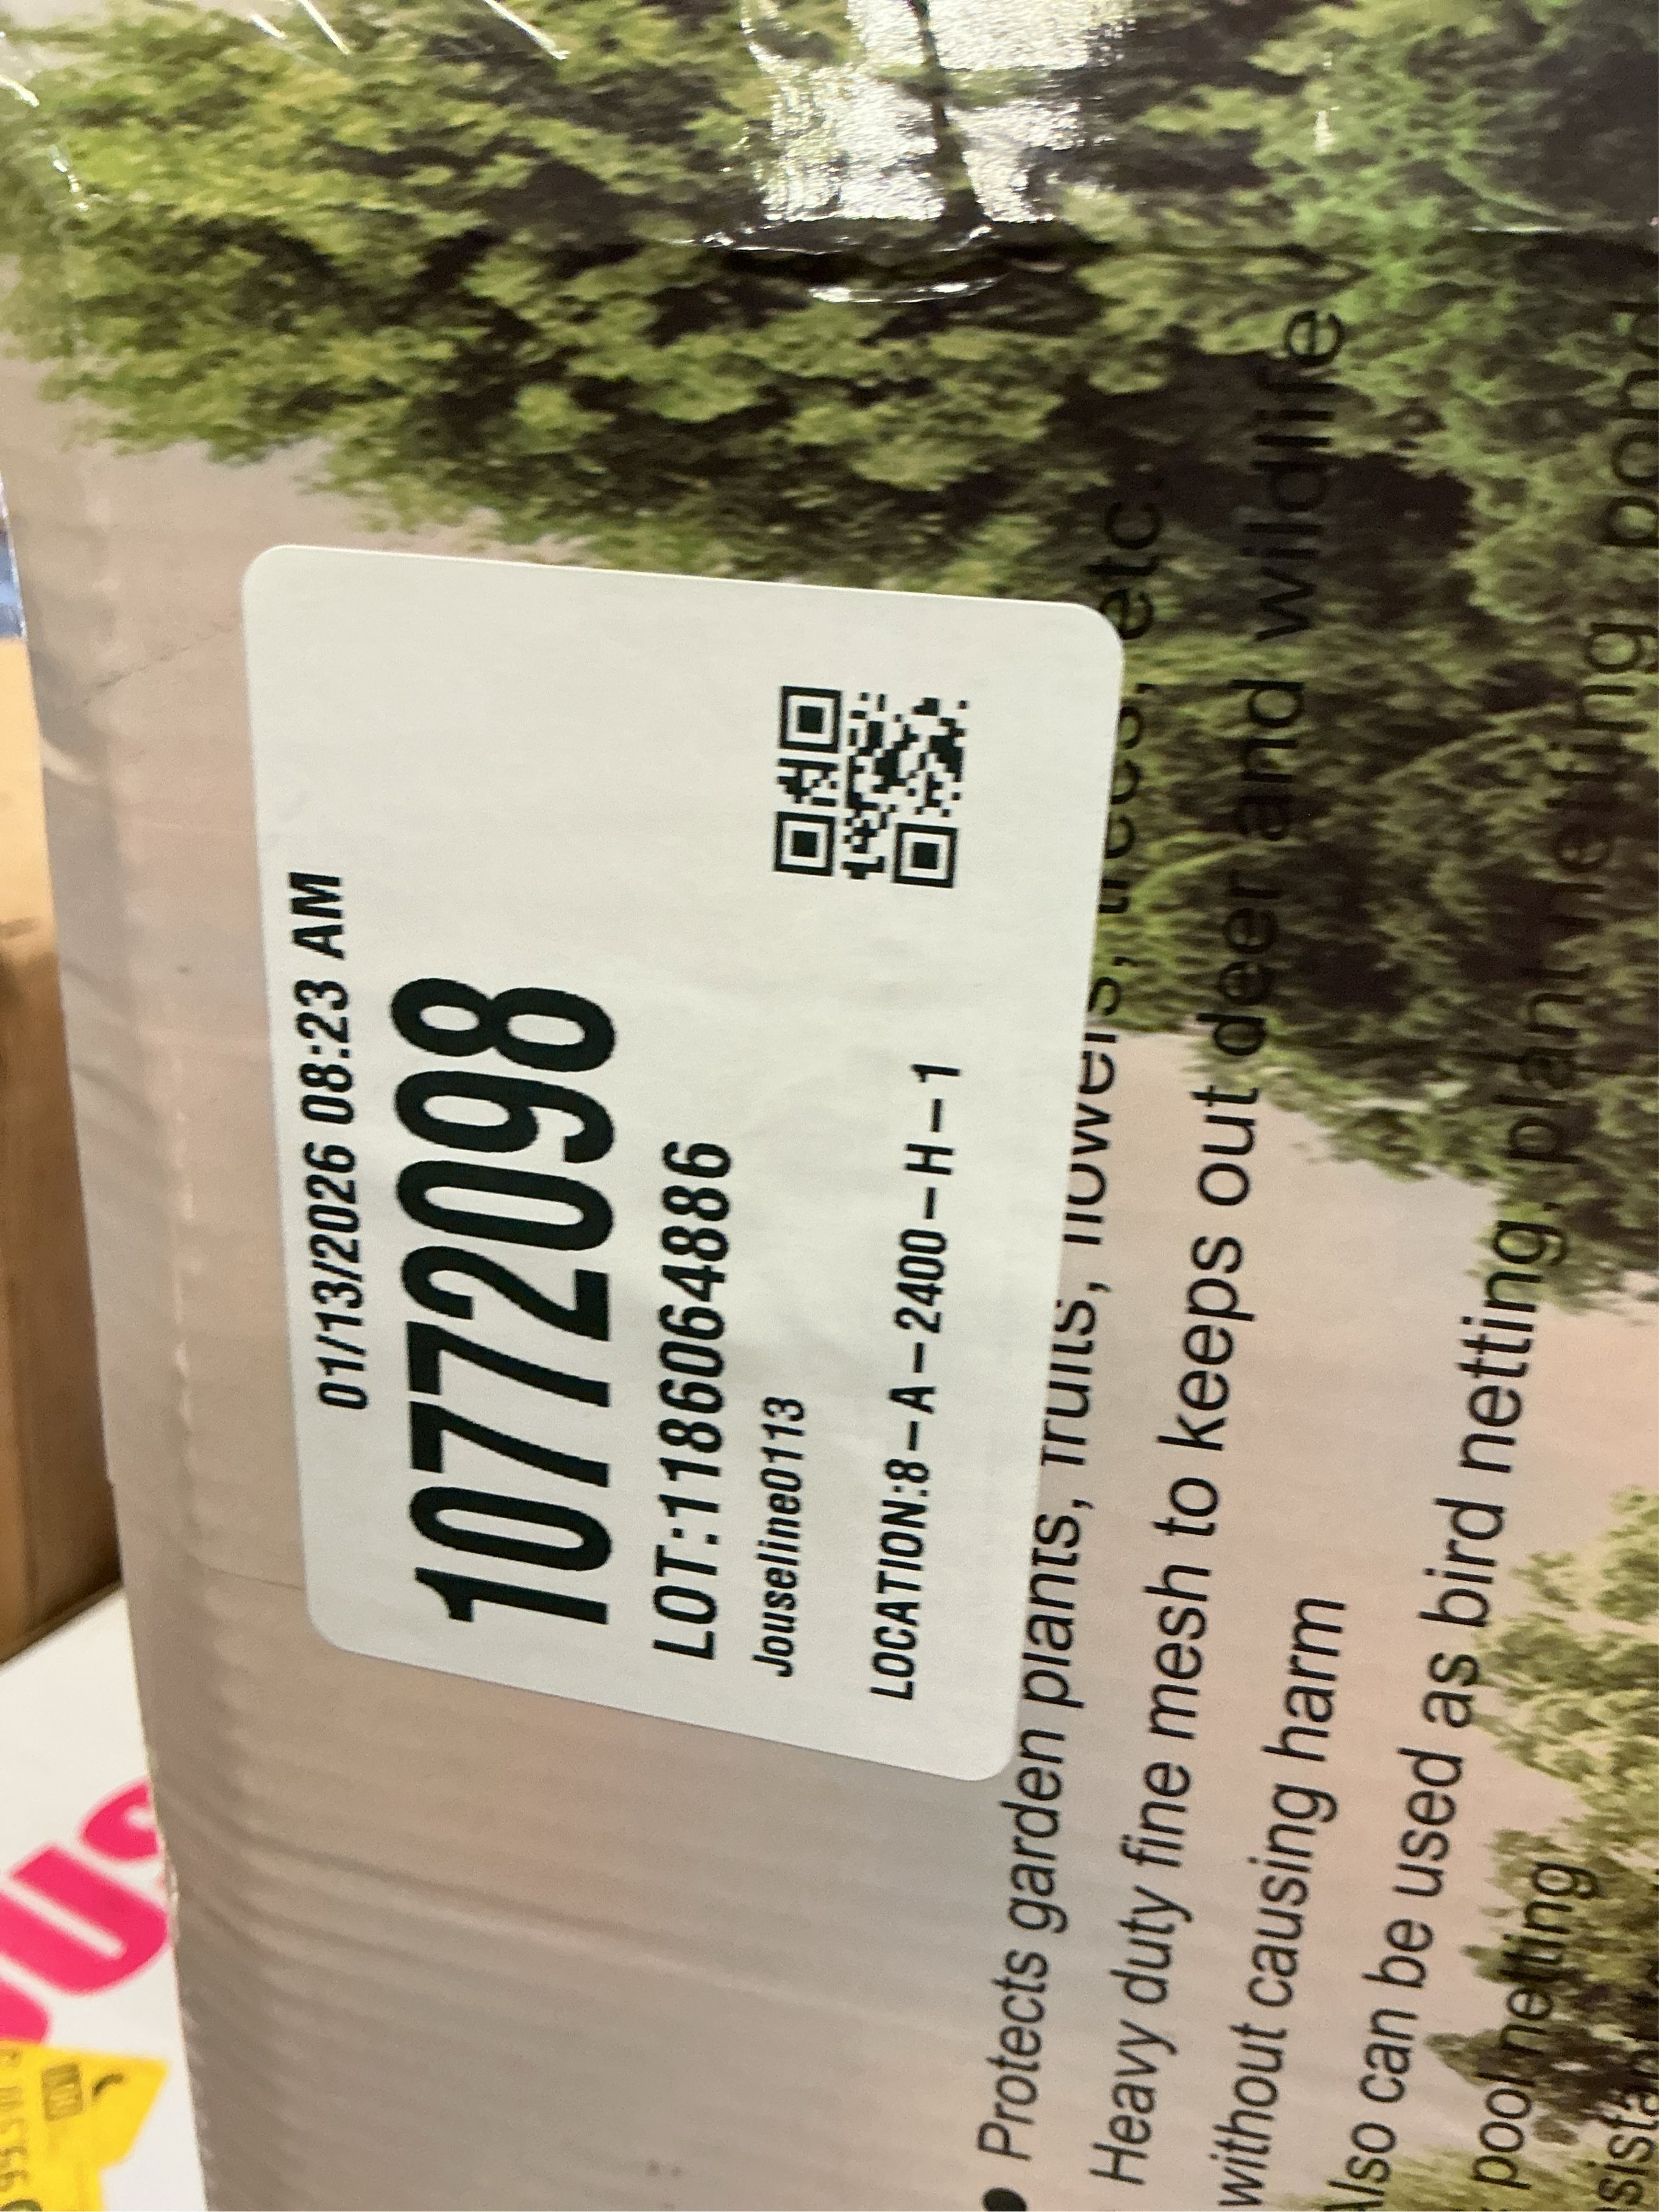 01/13/2026 08:23 AM
10772098
LOT:1186064886
Jouseline0113
LOCATION:8-A-2400-H-1
• Protects garden plants, fruits, flowers, trees, etc.
Heavy duty fine mesh to keeps out deer and wildlife
without causing harm
Also can be used as bird netting, plant netting, pond
pool netting